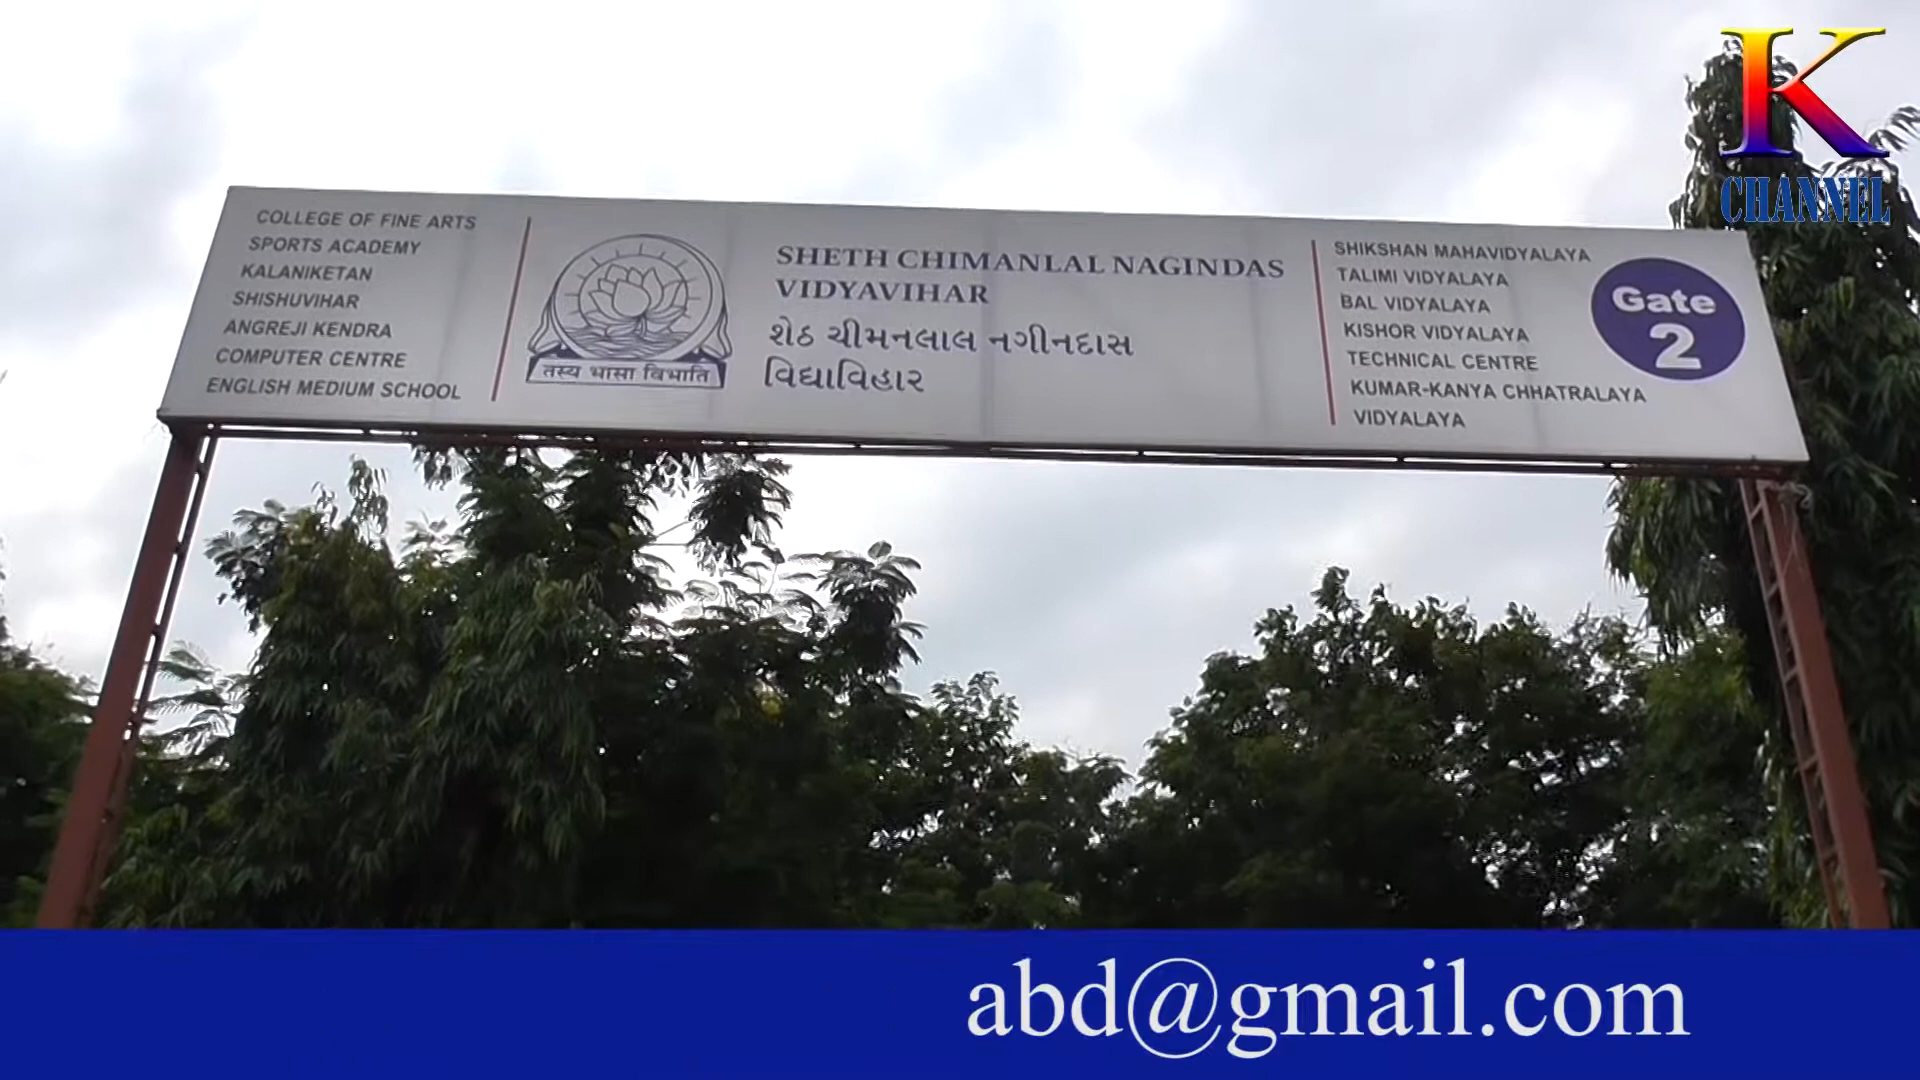 COLLEGE OF FINE ARTS
SPORTS ACADEMY
KALANIKETAN
SHISHUVIHAR
ANGREJI KENDRA
COMPUTER CENTRE
ENGLISH MEDIUM SCHOOL
तस्य भासा विभाति
SHETH CHIMANLAL NAGINDAS
VIDYAVIHAR
શેઠ ચીમનલાલ નગીનદાસ
વિદ્યાવિહાર
SHIKSHAN MAHAVIDYALAYA
TALIMI VIDYALAYA
BAL VIDYALAYA
KISHOR VIDYALAYA
TECHNICAL CENTRE
KUMAR-KANYA CHHATRALAYA
VIDYALAYA
Gate
2
K
CHANNEL
abd@gmail.com